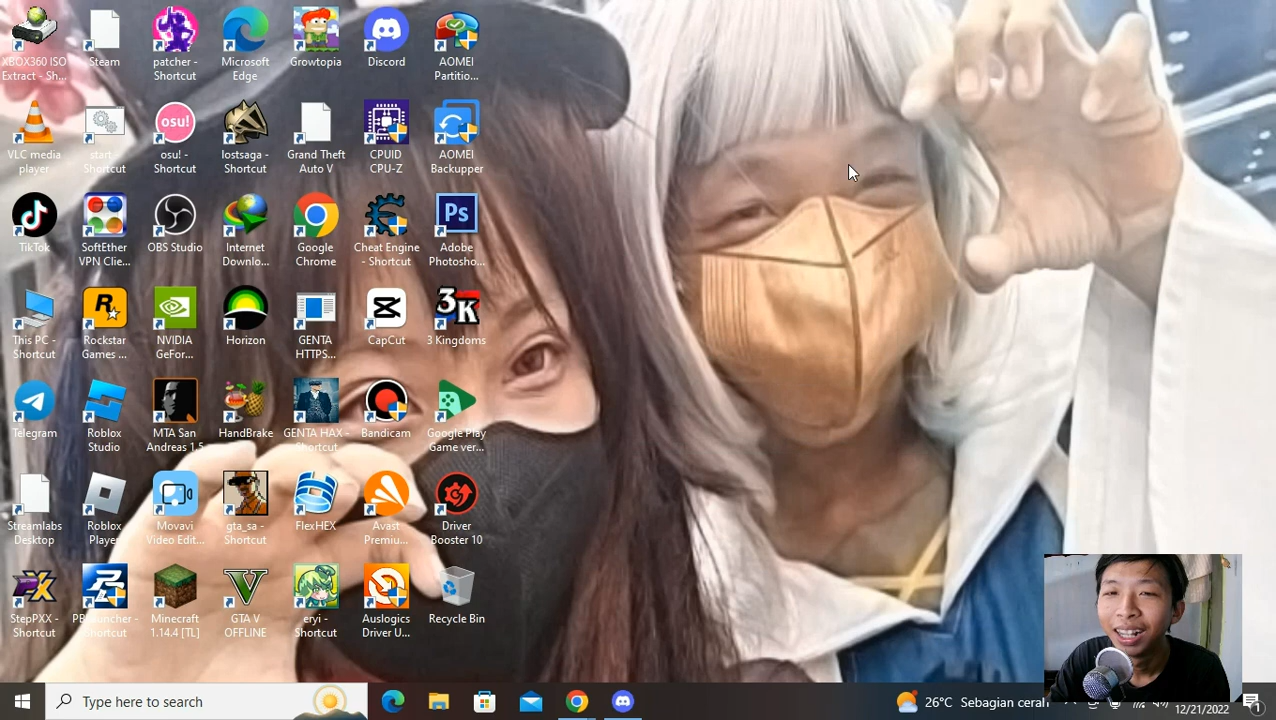 XBOX360 ISO
Extract - Sh...
Steam
patcher -
Shortcut
Microsoft
Edge
Growtopia
Discord
AOMEI
Partitio...
VLC media
player
start -
Shortcut
osu!
osu! -
Shortcut
lostsaga -
Shortcut
Grand Theft
Auto V
CPUID
CPU-Z
AOMEI
Backupper
TikTok
SoftEther
VPN Clie...
OBS Studio
Internet
Downlo...
Google
Chrome
Cheat Engine
- Shortcut
Ps
Adobe
Photosho...
This PC -
Shortcut
R
Rockstar
Games ...
NVIDIA
GeFor...
Horizon
GENTA
HTTPS...
CapCut
3K
3 Kingdoms
Telegram
Roblox
Studio
MTA San
Andreas 1.5
HandBrake
GENTA HAX -
Shortcut
Bandicam
Google Play
Game ver...
Streamlabs
Desktop
Roblox
Player
Movavi
Video Edit...
gta_sa -
Shortcut
FlexHEX
Avast
Premiu...
Driver
Booster 10
StepPXX -
Shortcut
Shortcut
Minecraft
1.14.4 [TL]
GTA V
OFFLINE
eryi -
Shortcut
Auslogics
Driver U...
Recycle Bin
Type here to search
26°C Sebagian cerah
12/21/2022
1